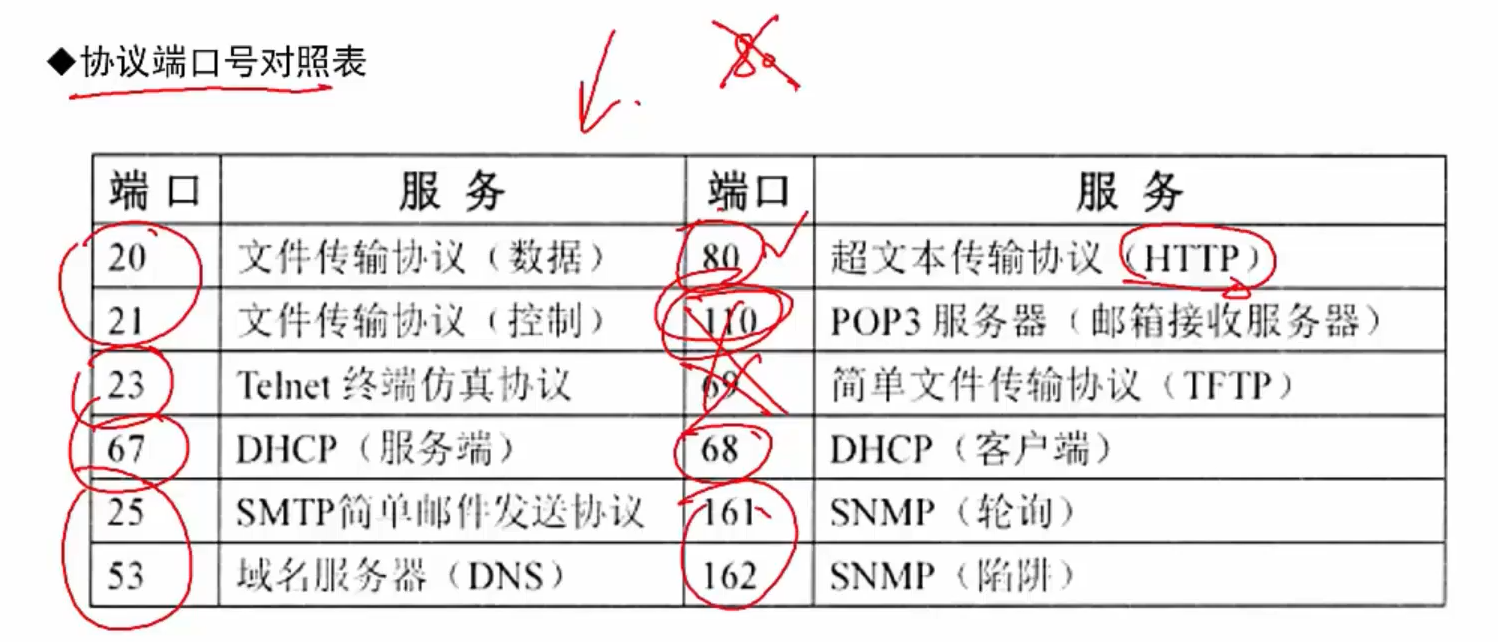 ◆协议端口号对照表
8.
端口 服务 端口 服务
20 文件传输协议（数据） 80 超文本传输协议（HTTP）
21 文件传输协议（控制） 110 POP3 服务器（邮箱接收服务器）
23 Telnet 终端仿真协议 69 简单文件传输协议（TFTP）
67 DHCP（服务端） 68 DHCP（客户端）
25 SMTP简单邮件发送协议 161 SNMP（轮询）
53 域名服务器（DNS） 162 SNMP（陷阱）